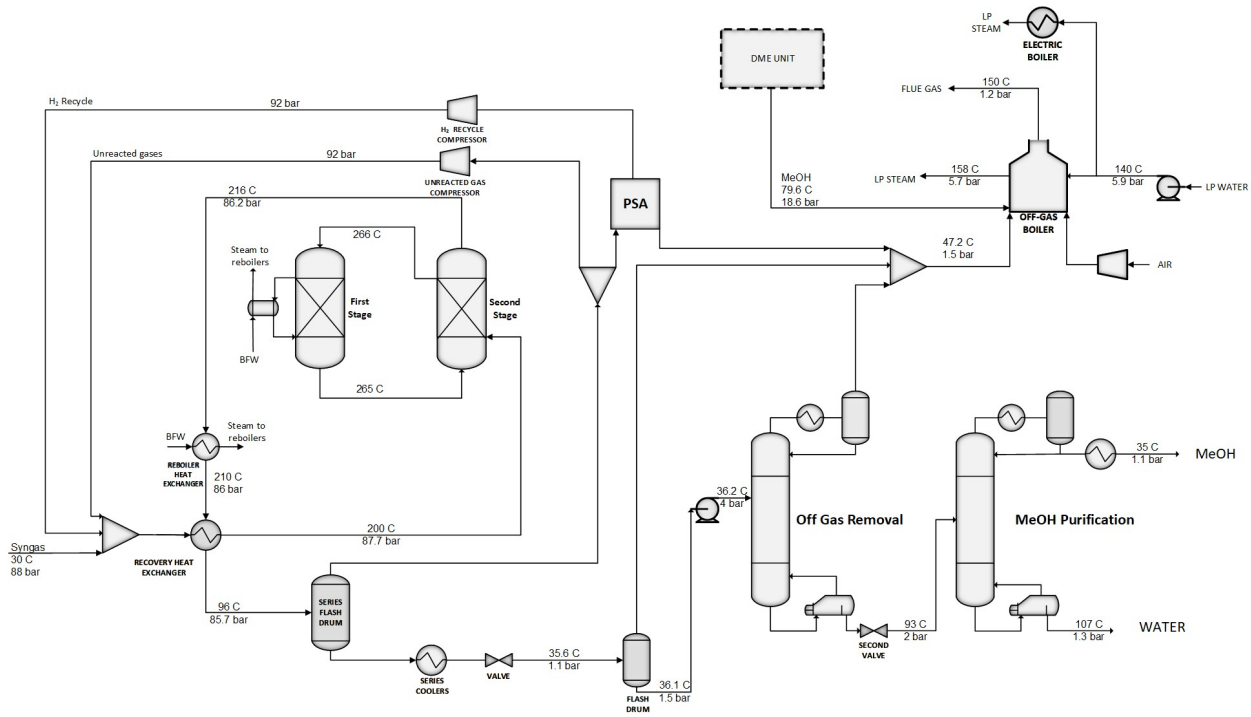 LP
STEAM
ELECTRIC
BOILER
DME UNIT
FLUE GAS
150 C
1.2 bar
H₂ Recycle
92 bar
H₂ RECYCLE
COMPRESSOR
Unreacted gases
92 bar
UNREACTED GAS
COMPRESSOR
LP STEAM
158 C
5.7 bar
140 C
5.9 bar
LP WATER
MeOH
79.6 C
18.6 bar
OFF-GAS
BOILER
216 C
86.2 bar
PSA
266 C
47.2 C
1.5 bar
AIR
Steam to
reboilers
First
Stage
Second
Stage
BFW
265 C
BFW
Steam to
reboilers
REBOILER
HEAT
EXCHANGER
210 C
86 bar
35 C
1.1 bar
MeOH
36.2 C
4 bar
Off Gas Removal
MeOH Purification
200 C
87.7 bar
Syngas
30 C
88 bar
RECOVERY HEAT
EXCHANGER
96 C
85.7 bar
SERIES
FLASH
DRUM
93 C
2 bar
SECOND
VALVE
107 C
1.3 bar
WATER
SERIES
COOLERS
VALVE
35.6 C
1.1 bar
36.1 C
1.5 bar
FLASH
DRUM